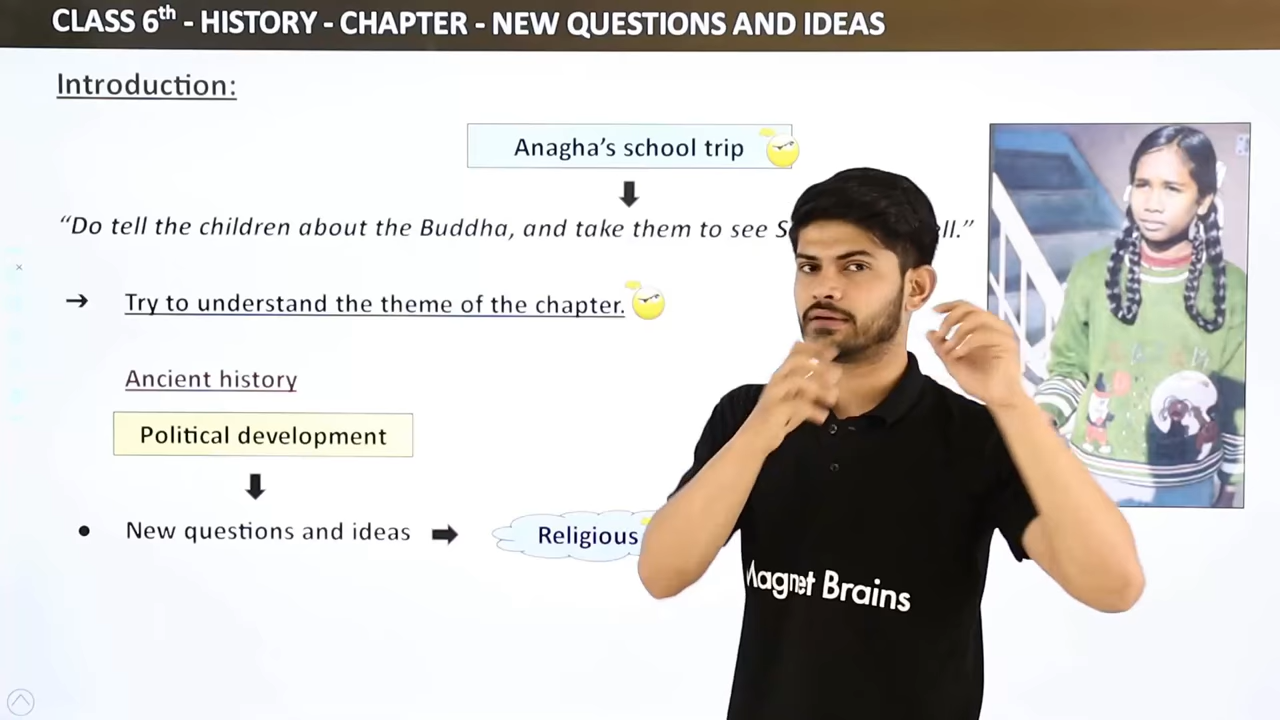 CLASS 6th - HISTORY - CHAPTER - NEW QUESTIONS AND IDEAS
Introduction:
Anagha’s school trip
“Do tell the children about the Buddha, and take them to see
→ Try to understand the theme of the chapter.
Ancient history
Political development
• New questions and ideas
Religious
Magnet Brains